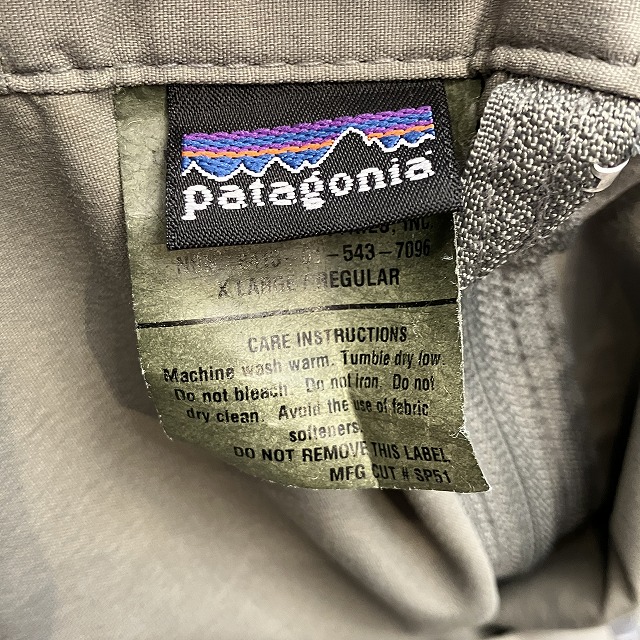 patagonia
INC
-543-7096
X LARGE / REGULAR
CARE INSTRUCTIONS
Machine wash warm. Tumble dry low.
Do not bleach. Do not iron. Do not
dry clean. Avoid the use of fabric
softeners.
DO NOT REMOVE THIS LABEL
MFG CUT # SP51